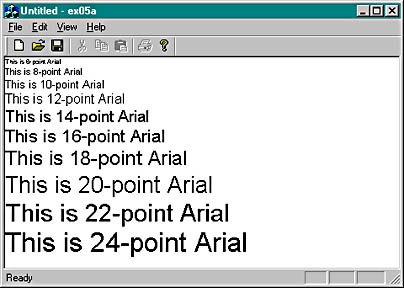 Untitled - ex05a
File Edit View Help
This is 6-point Arial
This is 8-point Arial
This is 10-point Arial
This is 12-point Arial
This is 14-point Arial
This is 16-point Arial
This is 18-point Arial
This is 20-point Arial
This is 22-point Arial
This is 24-point Arial
Ready